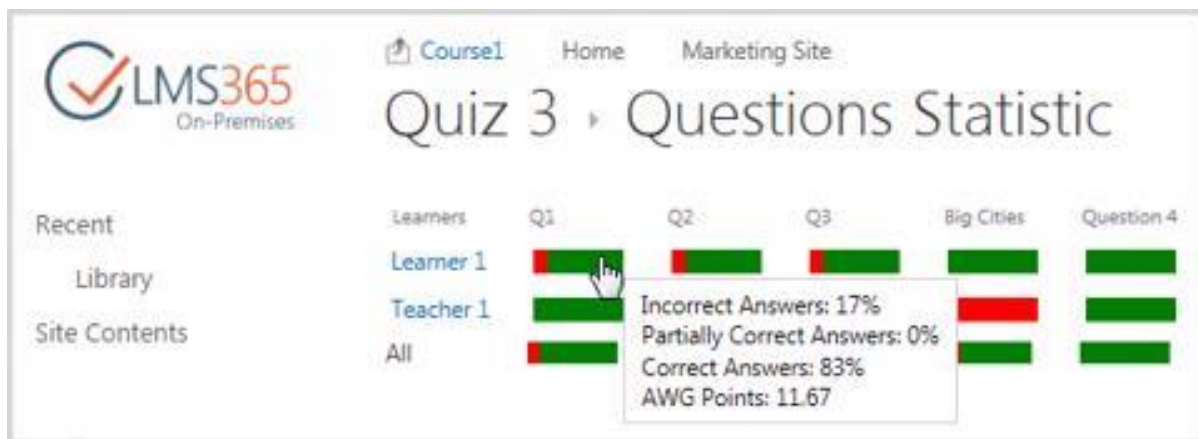 LMS365
On-Premises
Course1 Home Marketing Site
Quiz 3 ▸ Questions Statistic
Recent
Library
Site Contents
Learners Q1 Q2 Q3 Big Cities Question 4
Learner 1
Teacher 1
All
Incorrect Answers: 17%
Partially Correct Answers: 0%
Correct Answers: 83%
AWG Points: 11.67